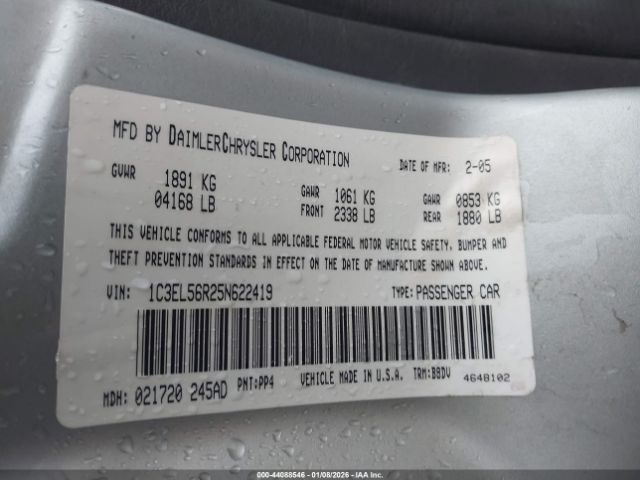 MFD BY DAIMLERCHRYSLER CORPORATION DATE OF MFR: 2-05
GVWR 1891 KG 04168 LB GAWR FRONT 1061 KG 2338 LB GAWR REAR 0853 KG 1880 LB
THIS VEHICLE CONFORMS TO ALL APPLICABLE FEDERAL MOTOR VEHICLE SAFETY, BUMPER AND
THEFT PREVENTION STANDARDS IN EFFECT ON THE DATE OF MANUFACTURE SHOWN ABOVE.
VIN: 1C3EL56R25N622419 TYPE: PASSENGER CAR
MDH: 021720 245AD PNT: PP4 VEHICLE MADE IN U.S.A. TRM: B8DV 4648102
000-44088546 - 01/08/2026 - IAA Inc.